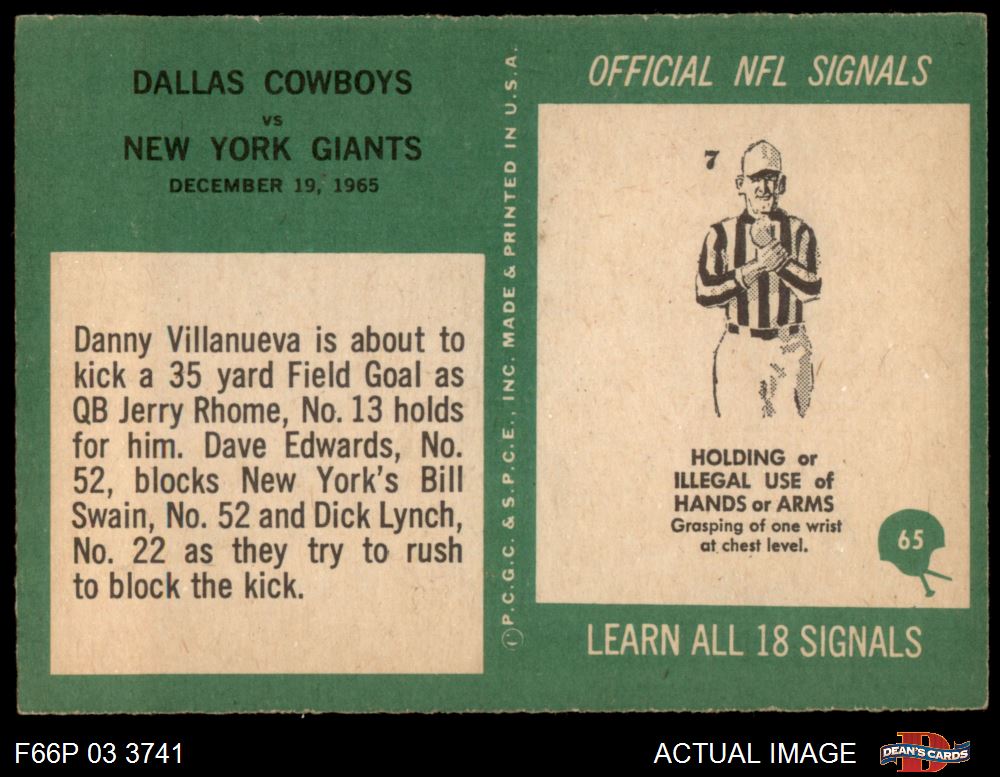 DALLAS COWBOYS
vs
NEW YORK GIANTS
DECEMBER 19, 1965
Danny Villanueva is about to
kick a 35 yard Field Goal as
QB Jerry Rhome, No. 13 holds
for him. Dave Edwards, No.
52, blocks New York's Bill
Swain, No. 52 and Dick Lynch,
No. 22 as they try to rush
to block the kick.
©P.C.G.C. & S.P.C.E., INC. MADE & PRINTED IN U.S.A.
OFFICIAL NFL SIGNALS
7
HOLDING or
ILLEGAL USE of
HANDS or ARMS
Grasping of one wrist
at chest level.
65
LEARN ALL 18 SIGNALS
F66P 03 3741
ACTUAL IMAGE
D
DEAN'S CARDS